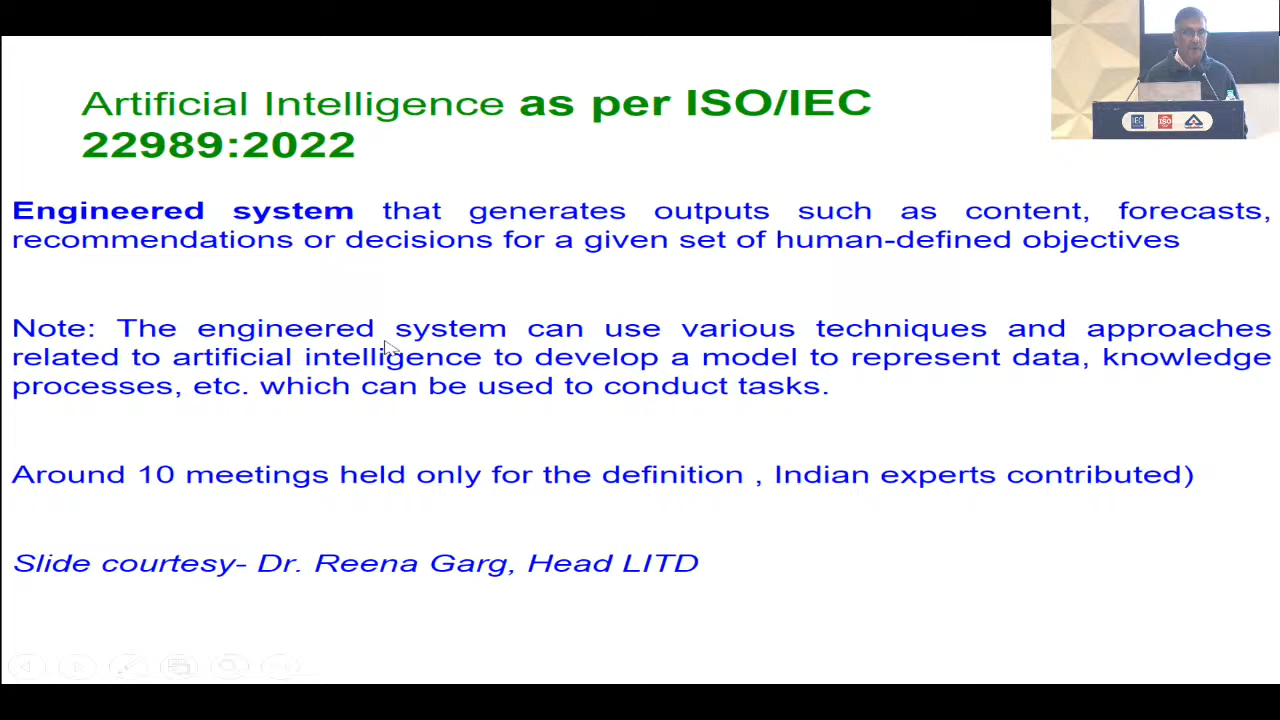 Artificial Intelligence as per ISO/IEC
22989:2022
Engineered system that generates outputs such as content, forecasts,
recommendations or decisions for a given set of human-defined objectives
Note: The engineered system can use various techniques and approaches
related to artificial intelligence to develop a model to represent data, knowledge
processes, etc. which can be used to conduct tasks.
Around 10 meetings held only for the definition , Indian experts contributed)
Slide courtesy- Dr. Reena Garg, Head LITD
IEC ISO